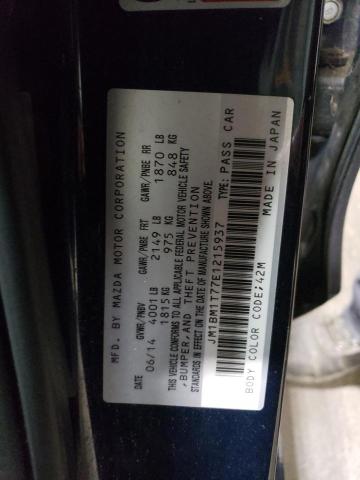 MFD. BY MAZDA MOTOR CORPORATION
DATE GVWR/PNBV GAWR/PNBE FRT GAWR/PNBE RR
06/14 4001 LB 2149 LB 1870 LB
1815 KG 975 KG 848 KG
THIS VEHICLE CONFORMS TO ALL APPLICABLE FEDERAL MOTOR VEHICLE SAFETY
,BUMPER,AND THEFT PREVENTION
STANDARDS IN EFFECT ON THE DATE OF MANUFACTURE SHOWN ABOVE.
JM1BM1T77E1215937 TYPE: PASS CAR
BODY COLOR CODE;42M MADE IN JAPAN